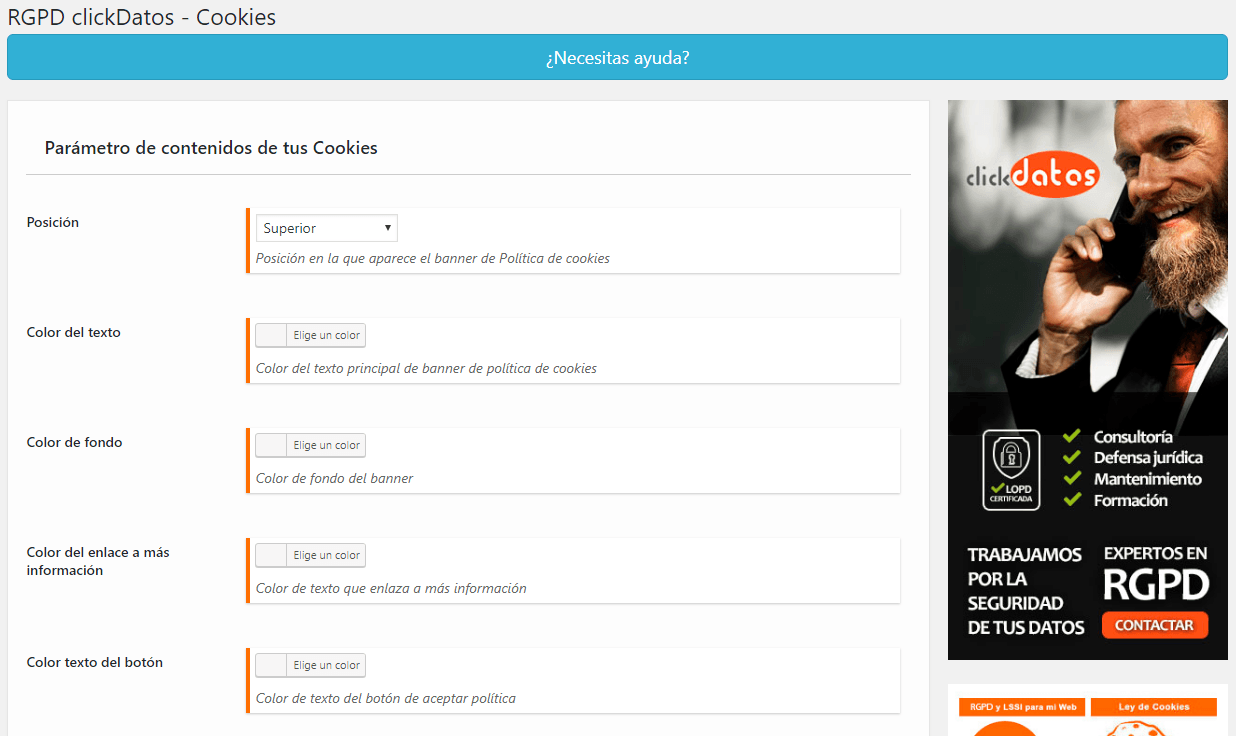 RGPD clickDatos - Cookies
¿Necesitas ayuda?
Parámetro de contenidos de tus Cookies
Posición
Superior
Posición en la que aparece el banner de Política de cookies
Color del texto
Elige un color
Color del texto principal de banner de política de cookies
Color de fondo
Elige un color
Color de fondo del banner
Color del enlace a más
información
Elige un color
Color de texto que enlaza a más información
Color texto del botón
Elige un color
Color de texto del botón de aceptar política
clickdatos
LOPD
CERTIFICADA
Consultoría
Defensa jurídica
Mantenimiento
Formación
TRABAJAMOS
POR LA
SEGURIDAD
DE TUS DATOS
EXPERTOS EN
RGPD
CONTACTAR
RGPD y LSSI para mi Web
Ley de Cookies